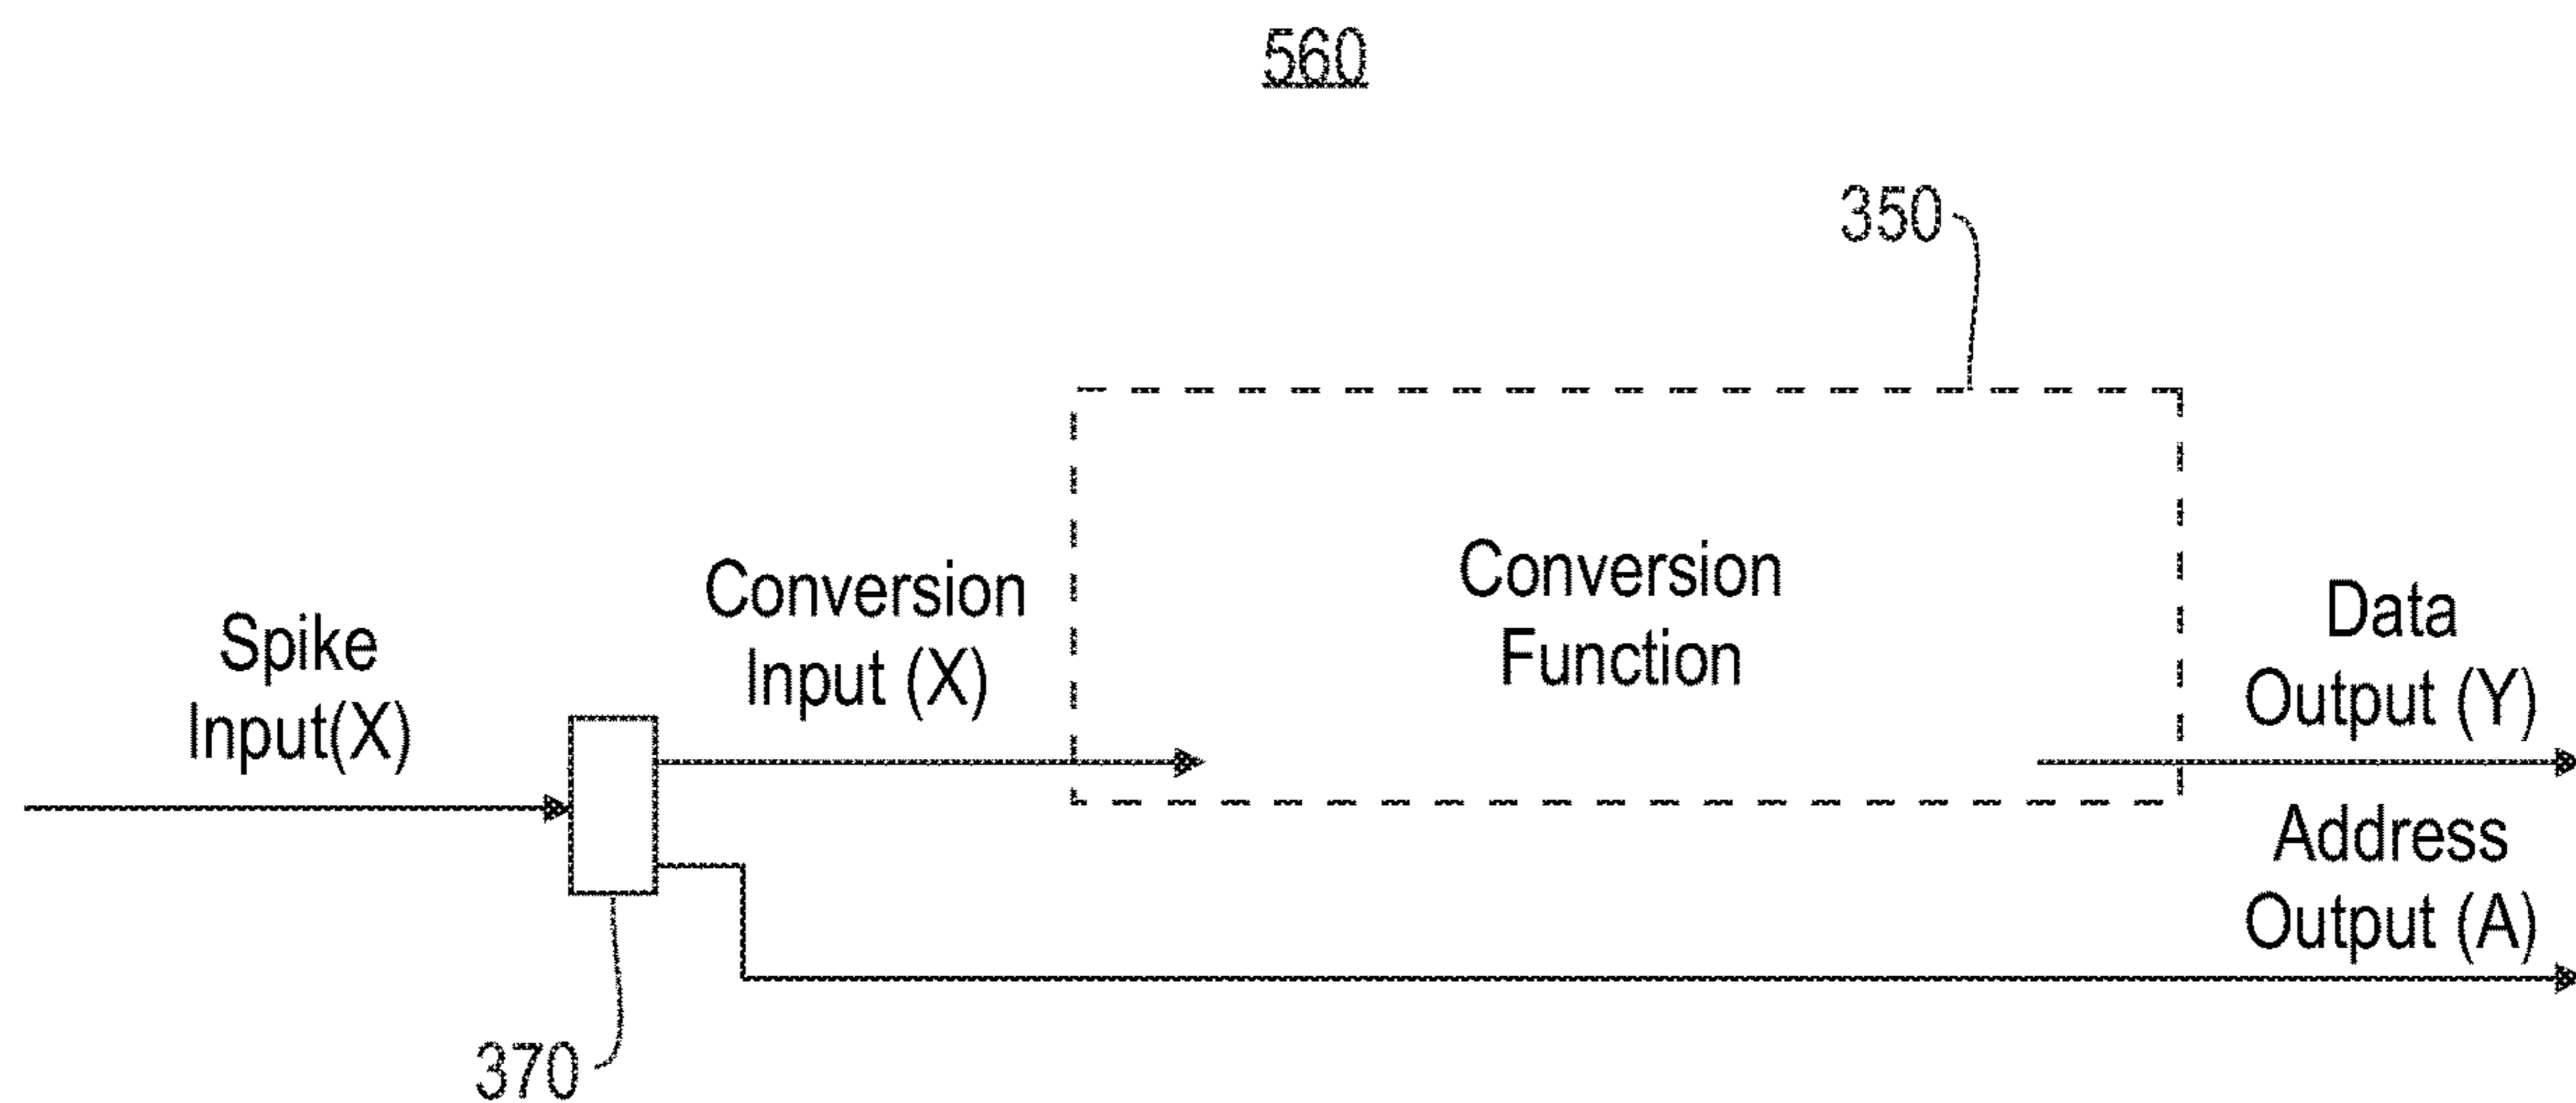 560
350
Spike
Input(X)
Conversion
Input (X)
Conversion
Function
Data
Output (Y)
Address
Output (A)
370